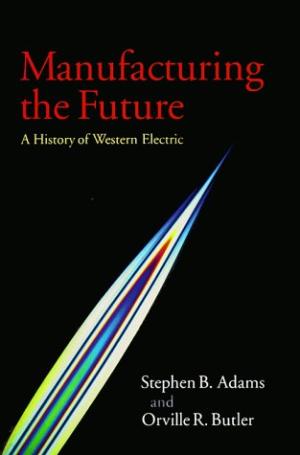 Manufacturing
the Future
A History of Western Electric
Stephen B. Adams
and
Orville R. Butler